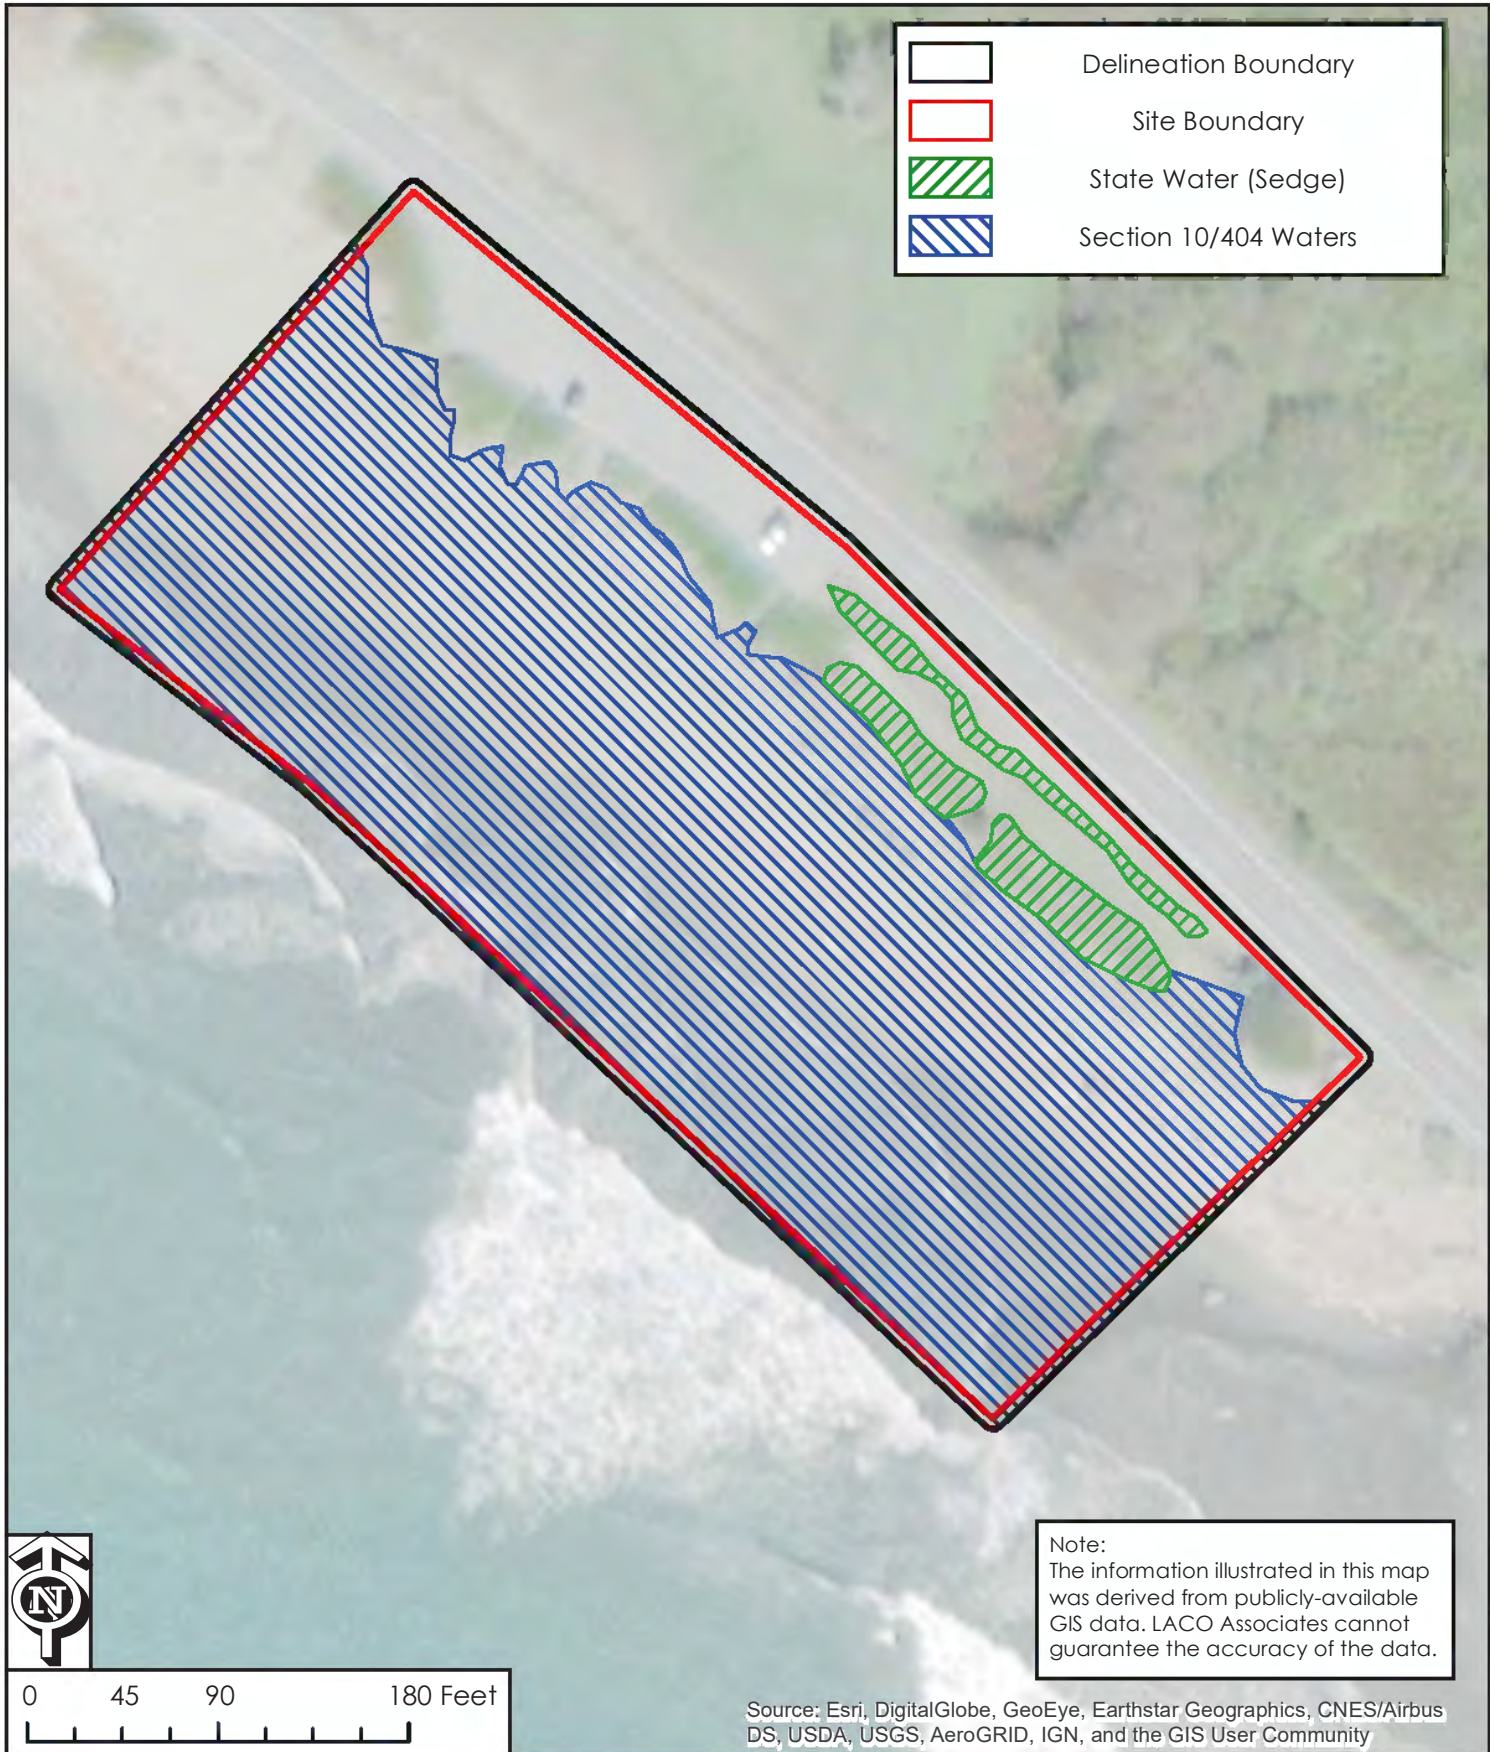 Delineation Boundary
Site Boundary
State Water (Sedge)
Section 10/404 Waters
Note:
The information illustrated in this map
was derived from publicly-available
GIS data. LACO Associates cannot
guarantee the accuracy of the data.
N
0 45 90 180 Feet
Source: Esri, DigitalGlobe, GeoEye, Earthstar Geographics, CNES/Airbus
DS, USDA, USGS, AeroGRID, IGN, and the GIS User Community